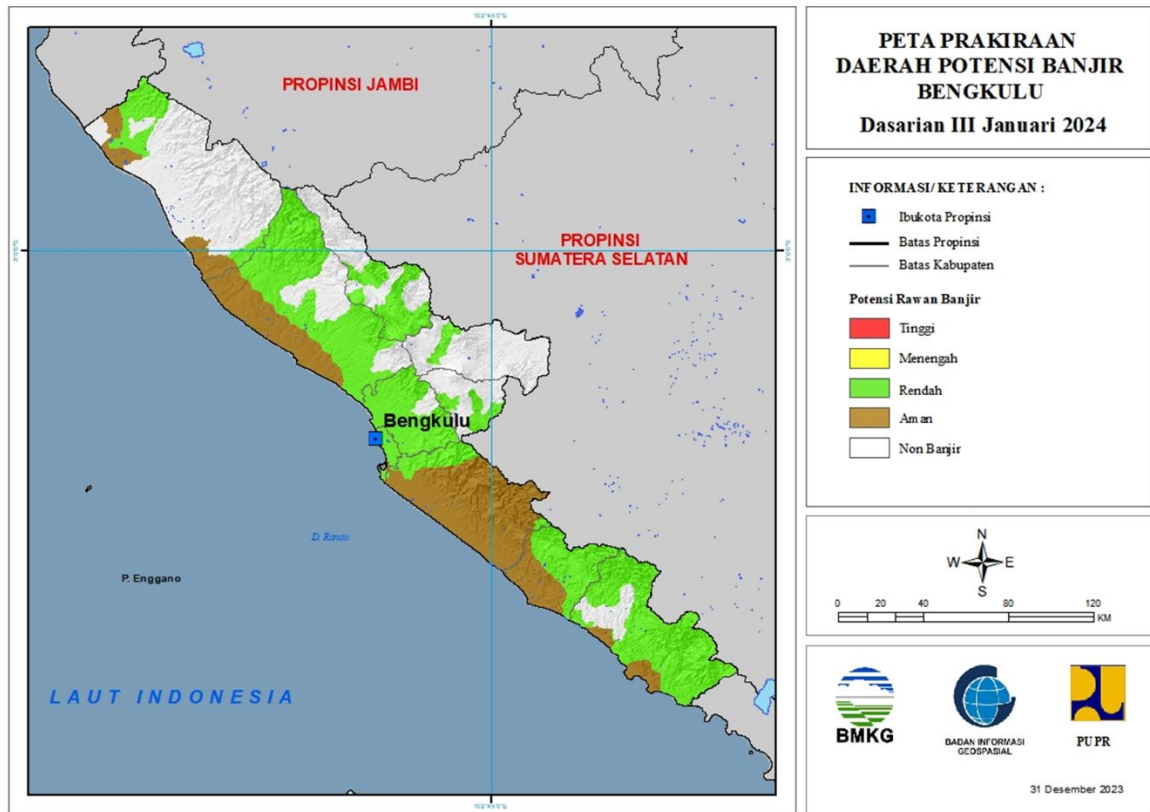 PETA PRAKIRAAN
DAERAH POTENSI BANJIR
BENGKULU
Dasarian III Januari 2024
PROPINSI JAMBI
PROPINSI
SUMATERA SELATAN
Bengkulu
P. Enggano
LAUT INDONESIA
INFORMASI/ KETERANGAN :
Ibukota Propinsi
Batas Propinsi
Batas Kabupaten
Potensi Rawan Banjir
Tinggi
Menengah
Rendah
Aman
Non Banjir
N
W E
S
0 20 40 80 120
KM
BMKG
BADAN INFORMASI
GEOSPASIAL
PUPR
31 Desember 2023